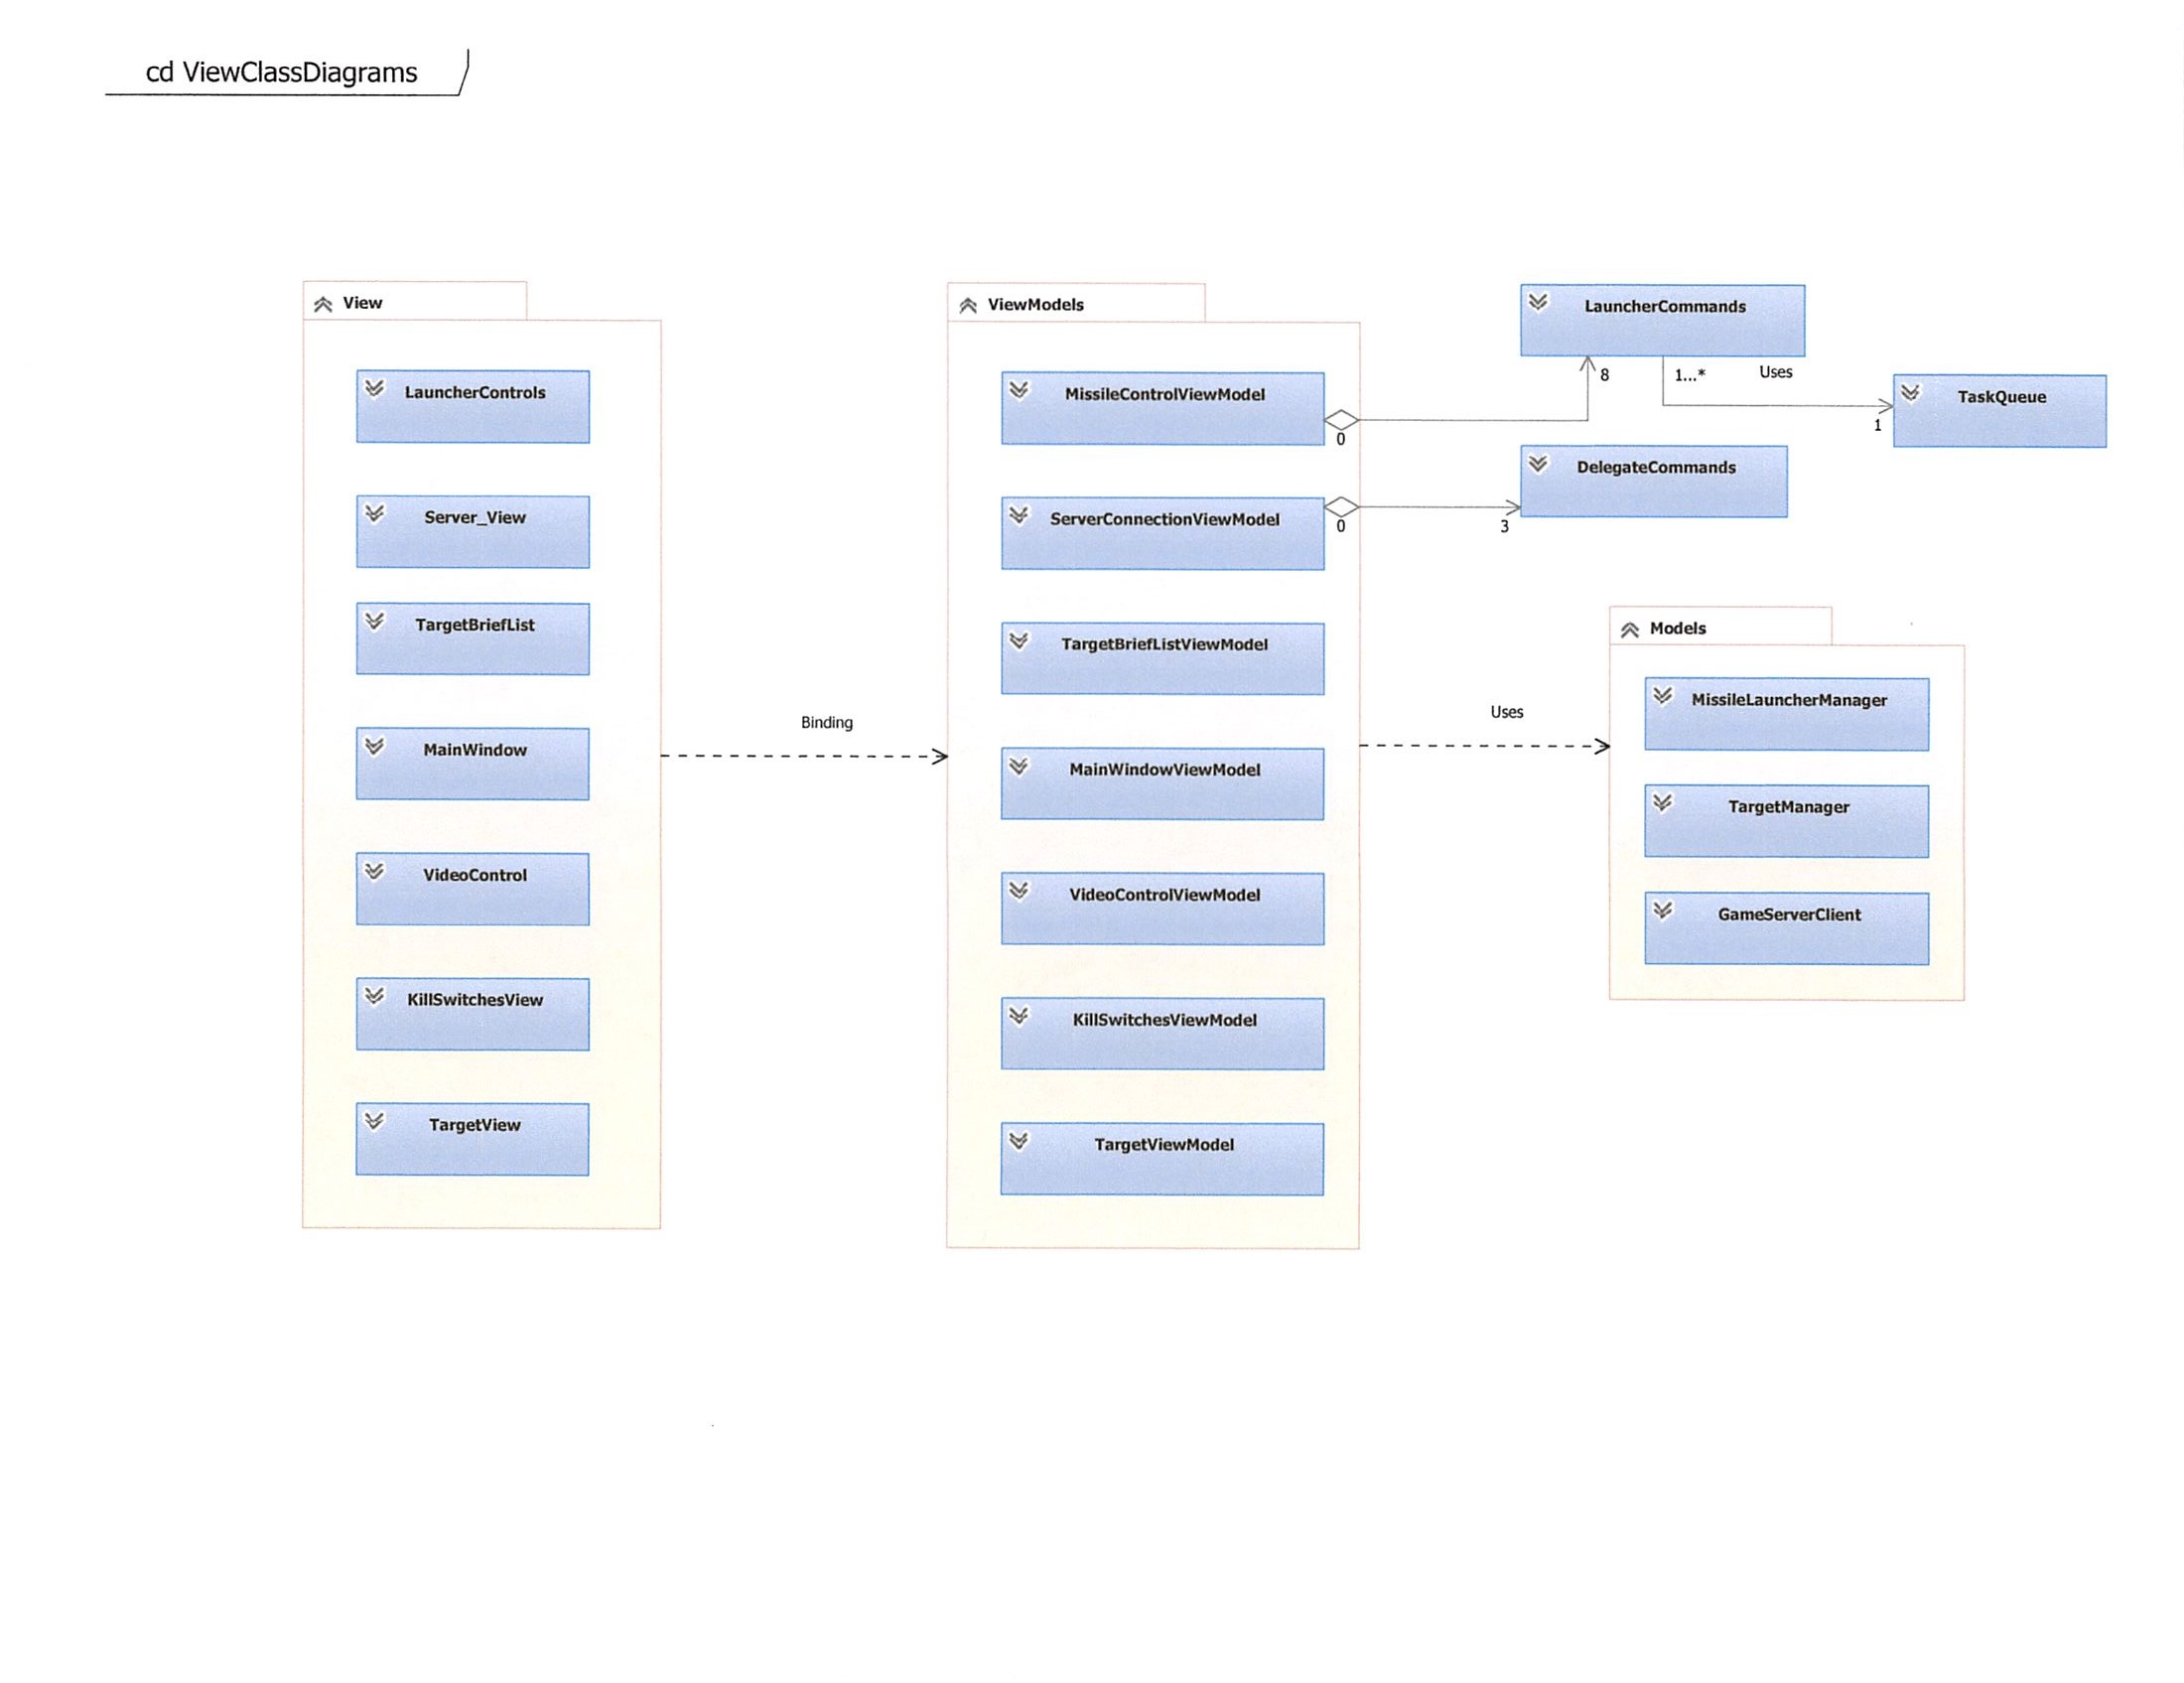 cd ViewClassDiagrams
View
LauncherControls
Server_View
TargetBriefList
MainWindow
VideoControl
KillSwitchesView
TargetView
Binding
ViewModels
MissileControlViewModel
0
ServerConnectionViewModel
0
TargetBriefListViewModel
MainWindowViewModel
VideoControlViewModel
KillSwitchesViewModel
TargetViewModel
LauncherCommands
8
1...*
Uses
TaskQueue
1
DelegateCommands
3
Uses
Models
MissileLauncherManager
TargetManager
GameServerClient